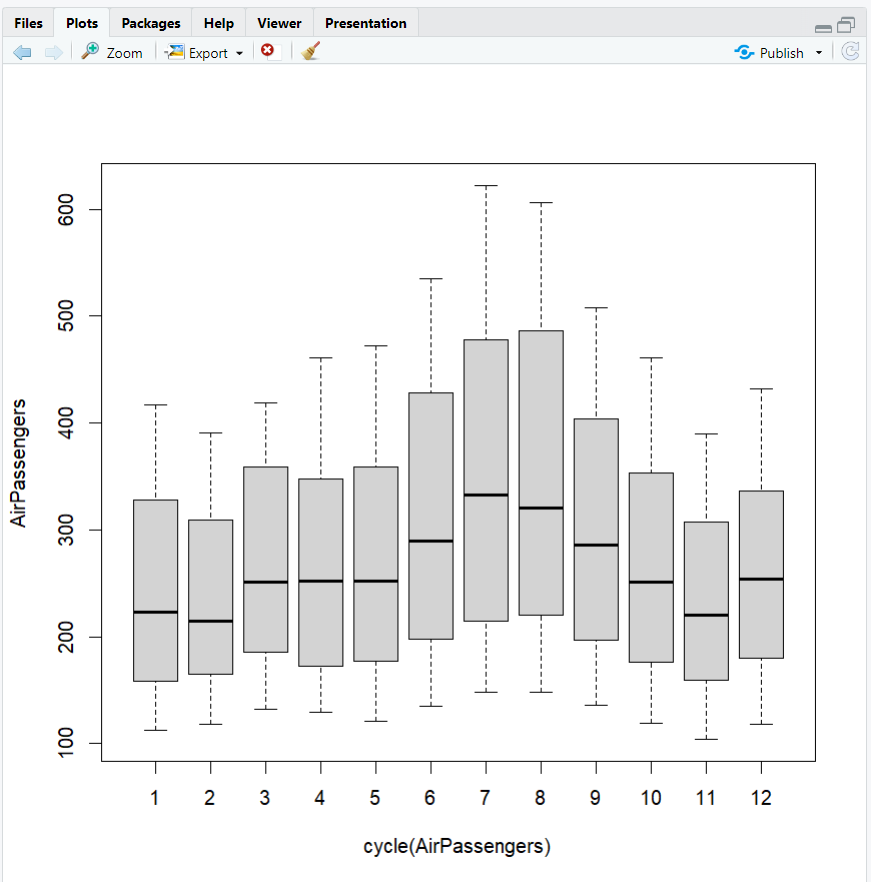 Files Plots Packages Help Viewer Presentation
Zoom Export Publish
600
500
400
300
200
100
AirPassengers
1 2 3 4 5 6 7 8 9 10 11 12
cycle(AirPassengers)